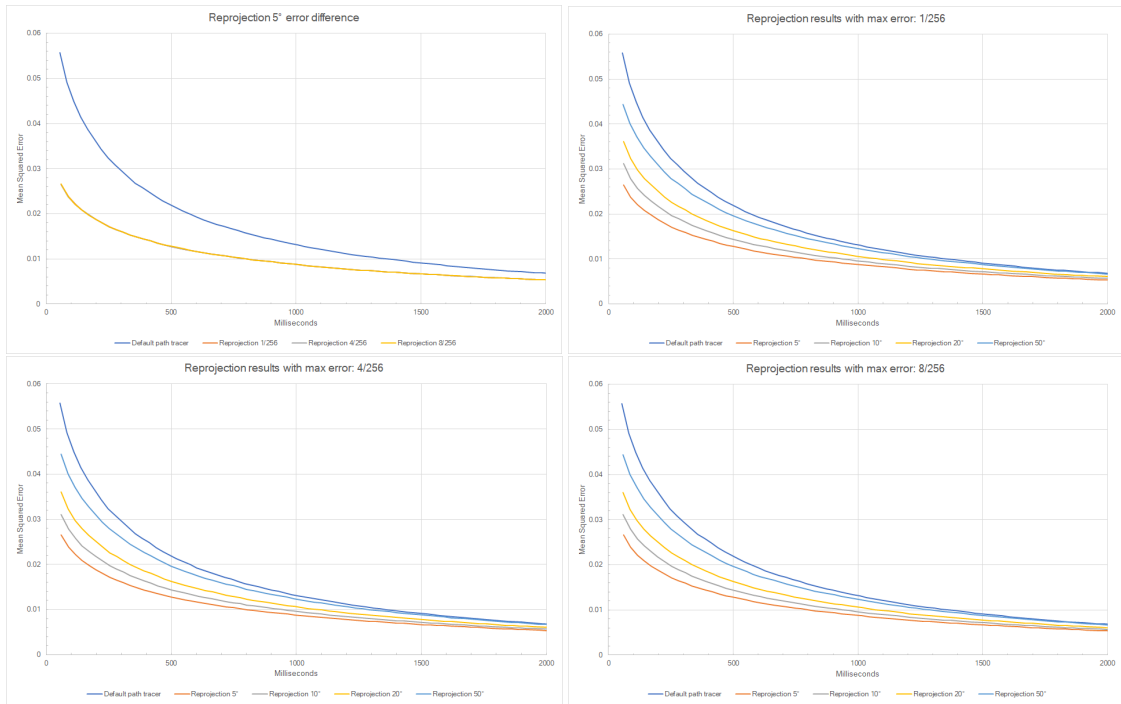 Reprojection 5° error difference
Mean Squared Error
0.06
0.05
0.04
0.03
0.02
0.01
0
0 500 1000 1500 2000
Milliseconds
Default path tracer Reprojection 1/256 Reprojection 4/256 Reprojection 8/256
Reprojection results with max error: 1/256
Mean Squared Error
0.06
0.05
0.04
0.03
0.02
0.01
0
0 500 1000 1500 2000
Milliseconds
Default path tracer Reprojection 5° Reprojection 10° Reprojection 20° Reprojection 50°
Reprojection results with max error: 4/256
Mean Squared Error
0.06
0.05
0.04
0.03
0.02
0.01
0
0 500 1000 1500 2000
Milliseconds
Default path tracer Reprojection 5° Reprojection 10° Reprojection 20° Reprojection 50°
Reprojection results with max error: 8/256
Mean Squared Error
0.06
0.05
0.04
0.03
0.02
0.01
0
0 500 1000 1500 2000
Milliseconds
Default path tracer Reprojection 5° Reprojection 10° Reprojection 20° Reprojection 50°